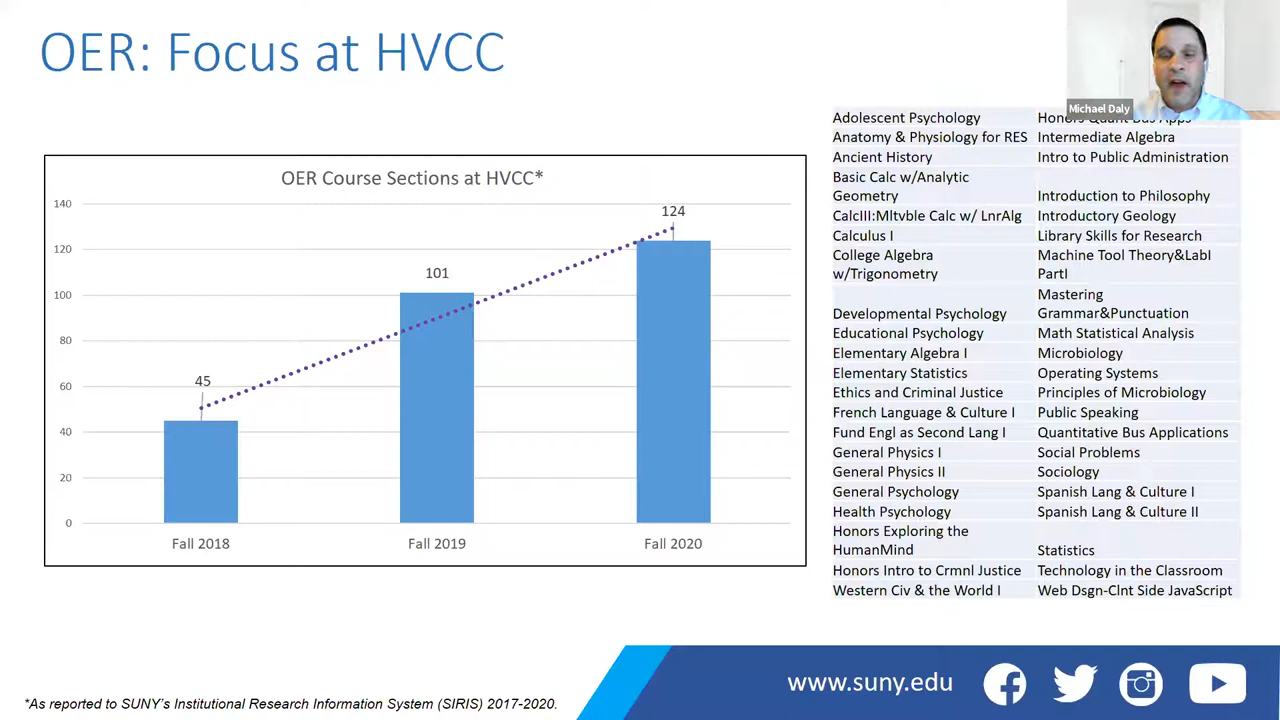 OER: Focus at HVCC
Michael Daly
OER Course Sections at HVCC*
140
120
100
80
60
40
20
0
45
101
124
Fall 2018
Fall 2019
Fall 2020
Adolescent Psychology
Anatomy & Physiology for RES
Ancient History
Basic Calc w/Analytic
Geometry
CalcIII:Mltvble Calc w/ LnrAlg
Calculus I
College Algebra
w/Trigonometry
Developmental Psychology
Educational Psychology
Elementary Algebra I
Elementary Statistics
Ethics and Criminal Justice
French Language & Culture I
Fund Engl as Second Lang I
General Physics I
General Physics II
General Psychology
Health Psychology
Honors Exploring the
HumanMind
Honors Intro to Crmnl Justice
Western Civ & the World I
Honors Quant Bus Apps
Intermediate Algebra
Intro to Public Administration
Introduction to Philosophy
Introductory Geology
Library Skills for Research
Machine Tool Theory&LabI
PartI
Mastering
Grammar&Punctuation
Math Statistical Analysis
Microbiology
Operating Systems
Principles of Microbiology
Public Speaking
Quantitative Bus Applications
Social Problems
Sociology
Spanish Lang & Culture I
Spanish Lang & Culture II
Statistics
Technology in the Classroom
Web Dsgn-Clnt Side JavaScript
*As reported to SUNY's Institutional Research Information System (SIRIS) 2017-2020.
www.suny.edu